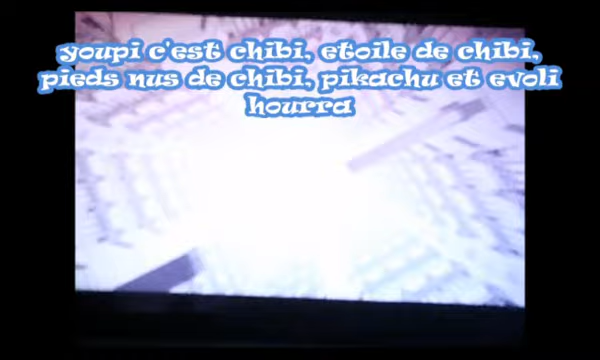 youpi c'est chibi, etoile de chibi,
pieds nus de chibi, pikachu et evoli
hourra